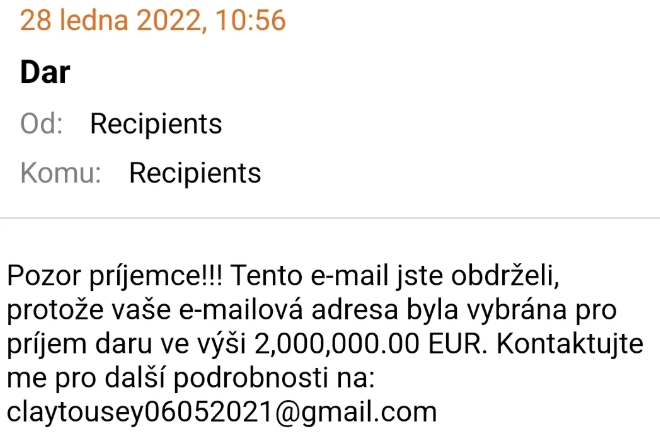 28 ledna 2022, 10:56
Dar
Od: Recipients
Komu: Recipients
Pozor príjemce!!! Tento e-mail jste obdrželi,
protože vaše e-mailová adresa byla vybrána pro
príjem daru ve výši 2,000,000.00 EUR. Kontaktujte
me pro další podrobnosti na:
claytousey06052021@gmail.com